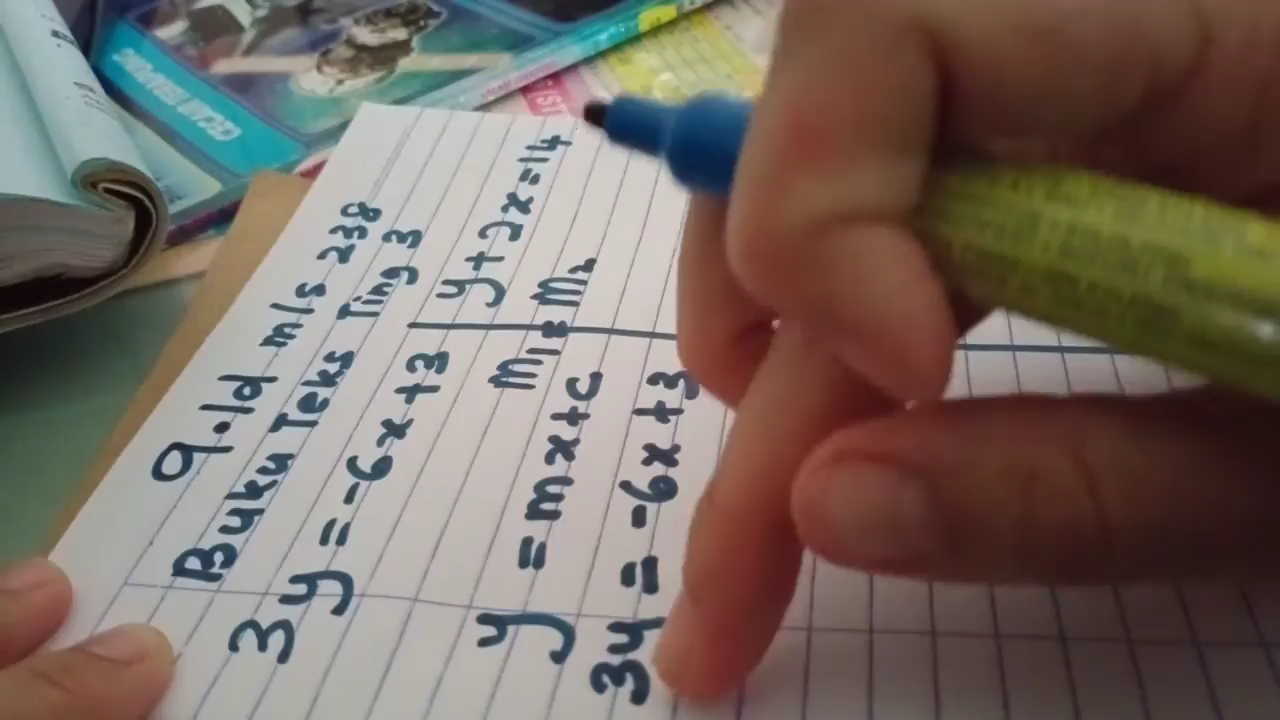 9.1d m/s 238
Buku Teks Ting 3
3y = -6x + 3
y + 2x = 14
m1 = m2
y = mx + c
3y = -6x + 3